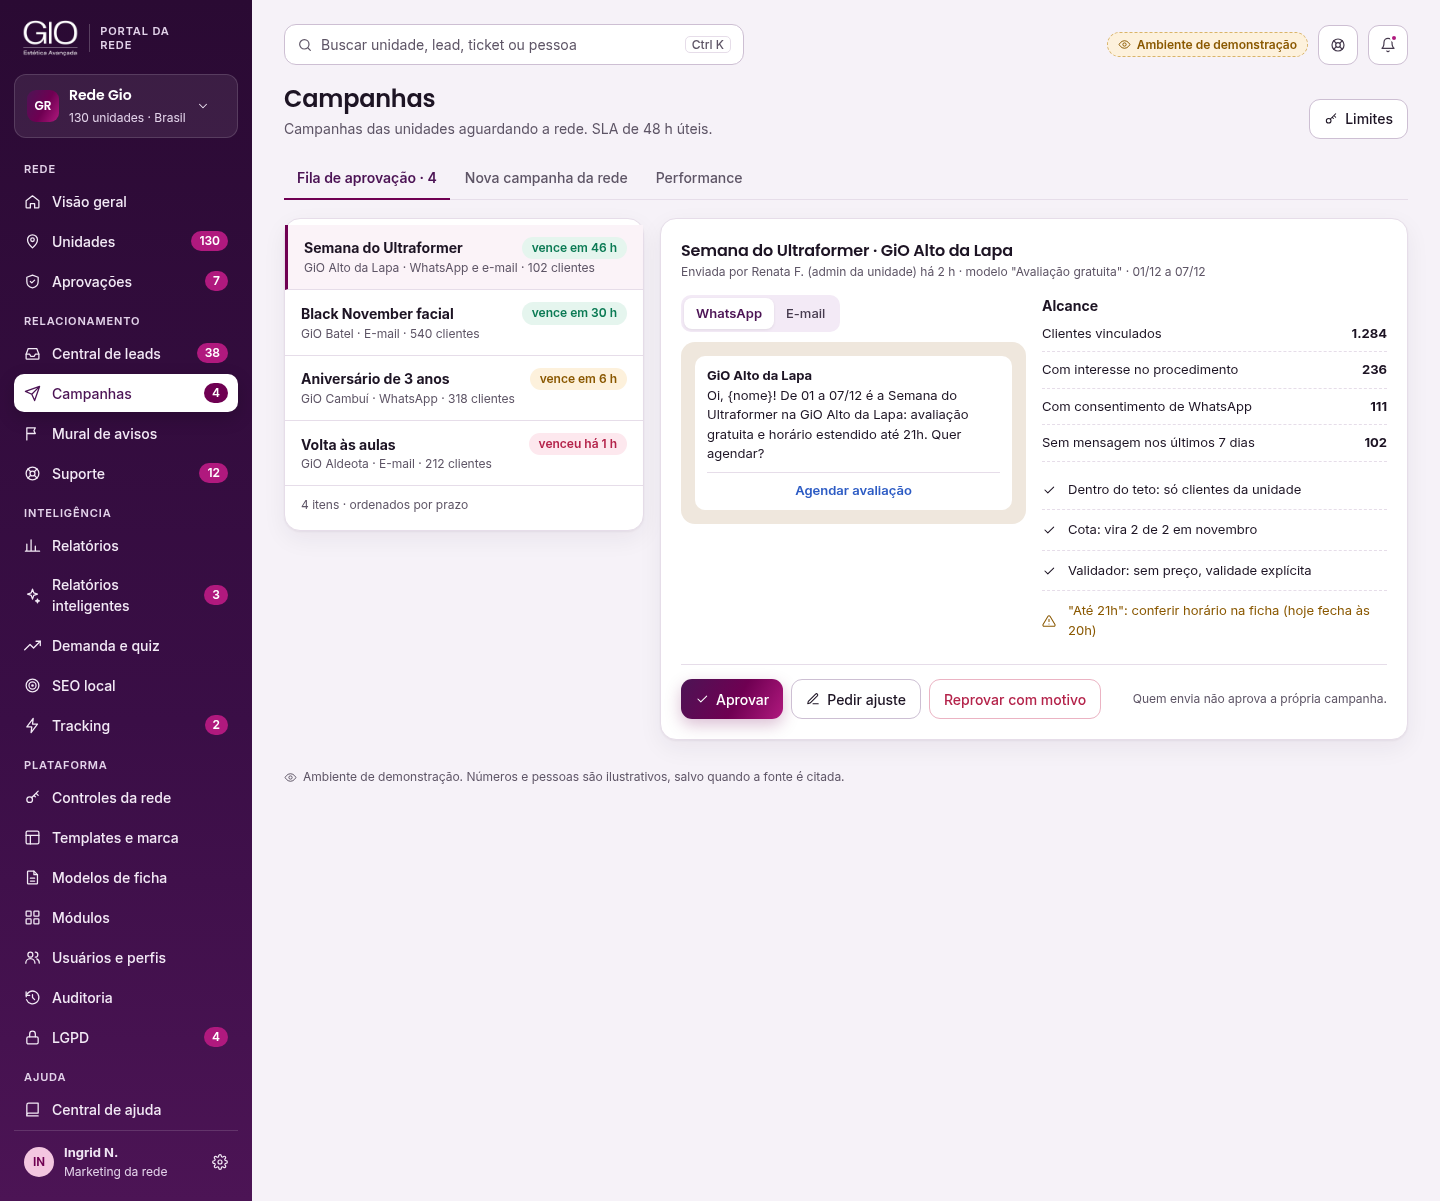 GIO
Estética Avançada
PORTAL DA
REDE
GR
Rede Gio
130 unidades · Brasil
REDE
Visão geral
Unidades 130
Aprovações 7
RELACIONAMENTO
Central de leads 38
Campanhas 4
Mural de avisos
Suporte 12
INTELIGÊNCIA
Relatórios
Relatórios
inteligentes 3
Demanda e quiz
SEO local
Tracking 2
PLATAFORMA
Controles da rede
Templates e marca
Modelos de ficha
Módulos
Usuários e perfis
Auditoria
LGPD 4
AJUDA
Central de ajuda
IN
Ingrid N.
Marketing da rede
Buscar unidade, lead, ticket ou pessoa Ctrl K
Ambiente de demonstração
Campanhas
Campanhas das unidades aguardando a rede. SLA de 48 h úteis.
Limites
Fila de aprovação · 4 Nova campanha da rede Performance
Semana do Ultraformer vence em 46 h
GiO Alto da Lapa · WhatsApp e e-mail · 102 clientes
Black November facial vence em 30 h
GiO Batel · E-mail · 540 clientes
Aniversário de 3 anos vence em 6 h
GiO Cambuí · WhatsApp · 318 clientes
Volta às aulas venceu há 1 h
GiO Aldeota · E-mail · 212 clientes
4 itens · ordenados por prazo
Semana do Ultraformer · GiO Alto da Lapa
Enviada por Renata F. (admin da unidade) há 2 h · modelo "Avaliação gratuita" · 01/12 a 07/12
WhatsApp E-mail
GiO Alto da Lapa
Oi, {nome}! De 01 a 07/12 é a Semana do
Ultraformer na GiO Alto da Lapa: avaliação
gratuita e horário estendido até 21h. Quer
agendar?
Agendar avaliação
Alcance
Clientes vinculados 1.284
Com interesse no procedimento 236
Com consentimento de WhatsApp 111
Sem mensagem nos últimos 7 dias 102
Dentro do teto: só clientes da unidade
Cota: vira 2 de 2 em novembro
Validador: sem preço, validade explícita
"Até 21h": conferir horário na ficha (hoje fecha às
20h)
Aprovar Pedir ajuste Reprovar com motivo Quem envia não aprova a própria campanha.
Ambiente de demonstração. Números e pessoas são ilustrativos, salvo quando a fonte é citada.